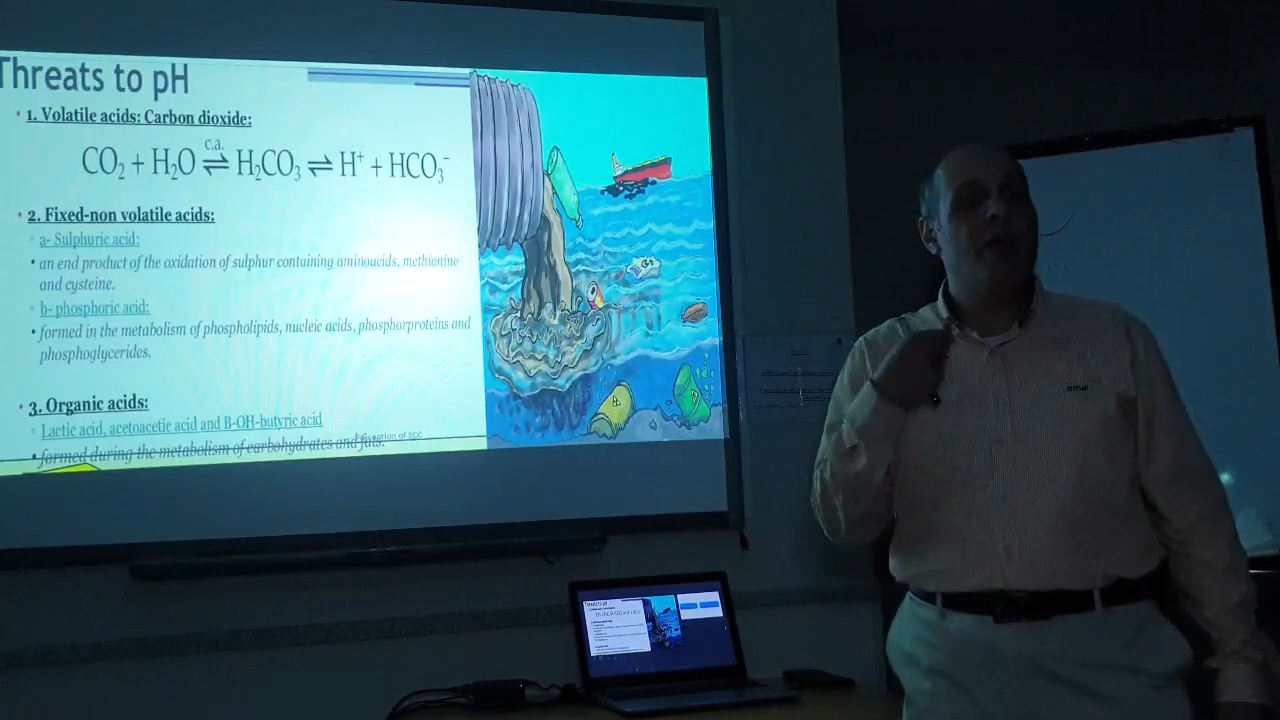 Threats to pH
1. Volatile acids: Carbon dioxide:
c.a.
CO₂ + H₂O ⇌ H₂CO₃ ⇌ H⁺ + HCO₃⁻
2. Fixed-non volatile acids:
a- Sulphuric acid:
• an end product of the oxidation of sulphur containing aminoacids, methionine
and cysteine.
b- phosphoric acid:
• formed in the metabolism of phospholipids, nucleic acids, phosphorproteins and
phosphoglycerides.
3. Organic acids:
Lactic acid, acetoacetic acid and B-OH-butyric acid
• formed during the metabolism of carbohydrates and fats.
Threats to pH